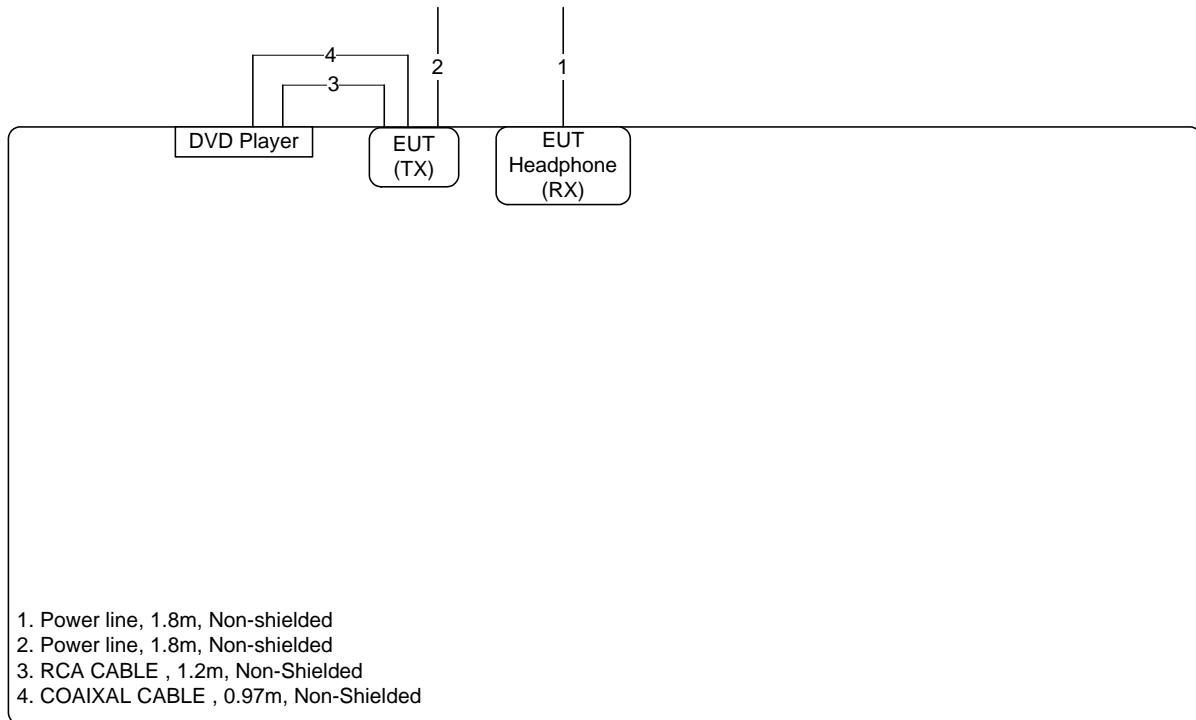 4
3
2
1
DVD Player
EUT
(TX)
EUT
Headphone
(RX)
1. Power line, 1.8m, Non-shielded
2. Power line, 1.8m, Non-shielded
3. RCA CABLE , 1.2m, Non-Shielded
4. COAIXAL CABLE , 0.97m, Non-Shielded